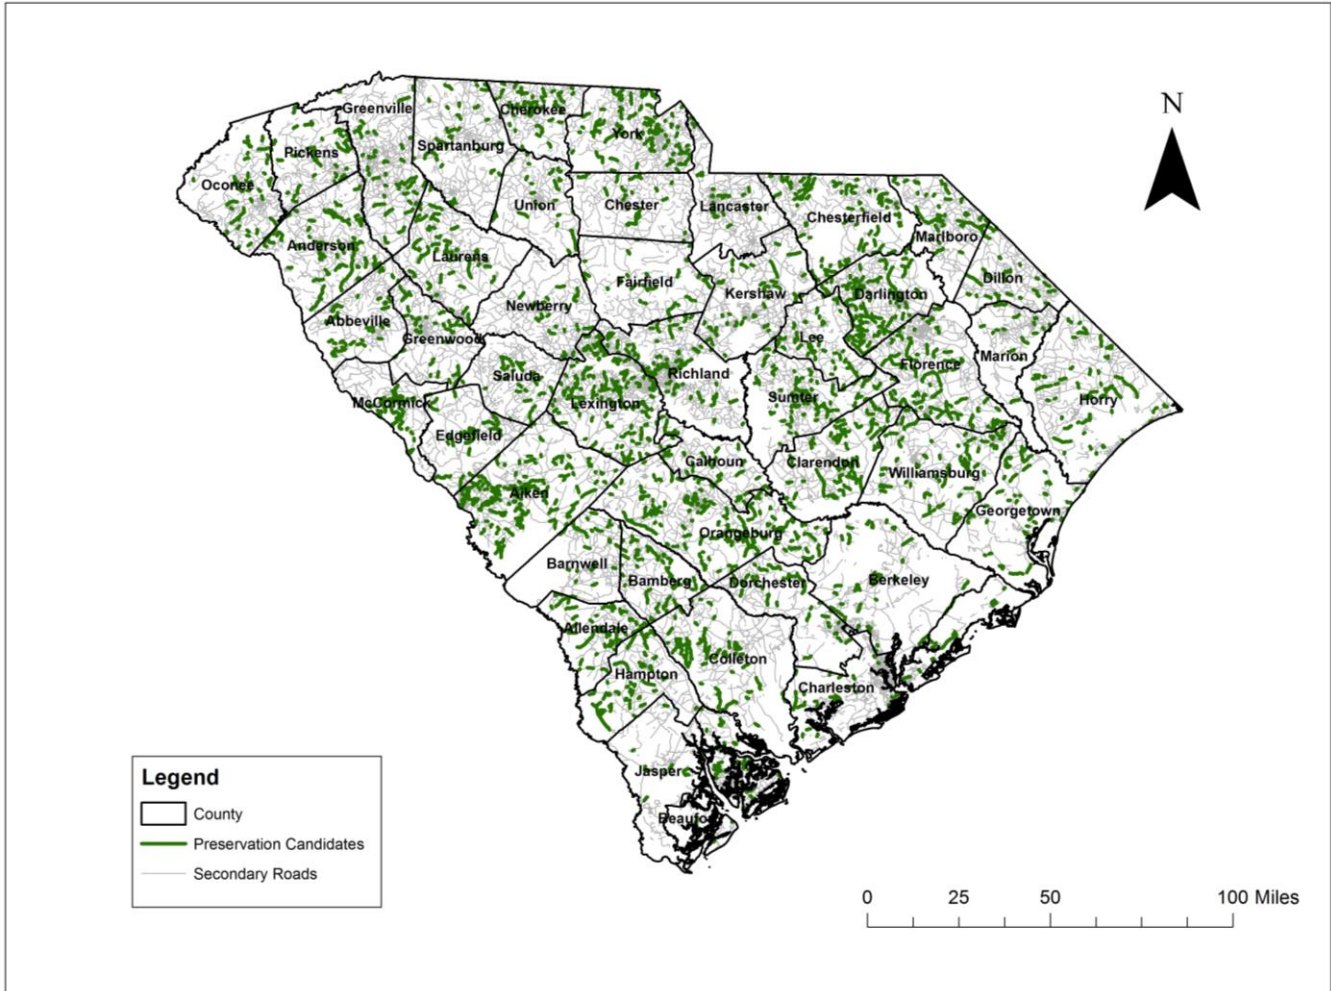 N
Greenville
Cherokee
York
Spartanburg
Pickens
Oconee
Union
Chester
Lancaster
Chesterfield
Marlboro
Anderson
Laurens
Dillon
Fairfield
Kershaw
Darlington
Newberry
Abbeville
Greenwood
Lee
Marion
Florence
Saluda
Richland
McCormick
Lexington
Sumter
Horry
Edgefield
Calhoun
Clarendon
Williamsburg
Aiken
Georgetown
Orangeburg
Barnwell
Bamberg
Dorchester
Berkeley
Allendale
Colleton
Hampton
Charleston
Jasper
Beaufort
Legend
County
Preservation Candidates
Secondary Roads
0 25 50 100 Miles